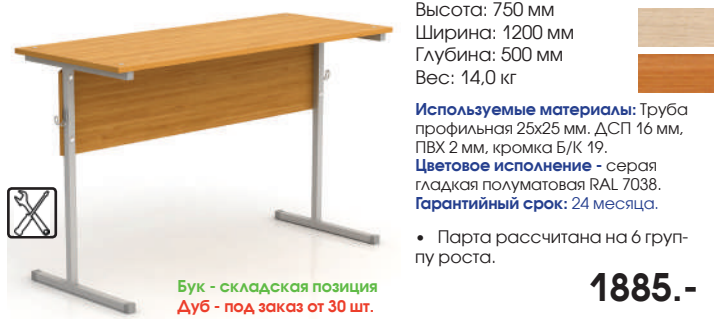 Высота: 750 мм
Ширина: 1200 мм
Глубина: 500 мм
Вес: 14,0 кг
Используемые материалы: Труба
профильная 25х25 мм. ДСП 16 мм,
ПВХ 2 мм, кромка Б/К 19.
Цветовое исполнение - серая
гладкая полуматовая RAL 7038.
Гарантийный срок: 24 месяца.
• Парта рассчитана на 6 груп-
пу роста.
Бук - складская позиция
Дуб - под заказ от 30 шт.
1885.-